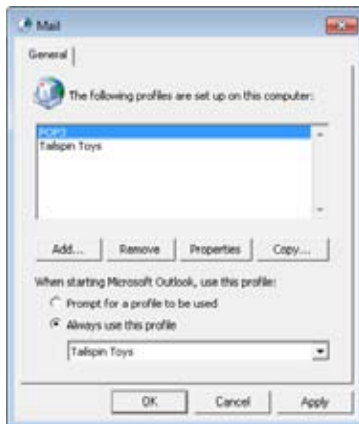 Mail
General
The following profiles are set up on this computer:
POP3
Tailspin Toys
Add... Remove Properties Copy...
When starting Microsoft Outlook, use this profile:
Prompt for a profile to be used
Always use this profile
Tailspin Toys
OK Cancel Apply